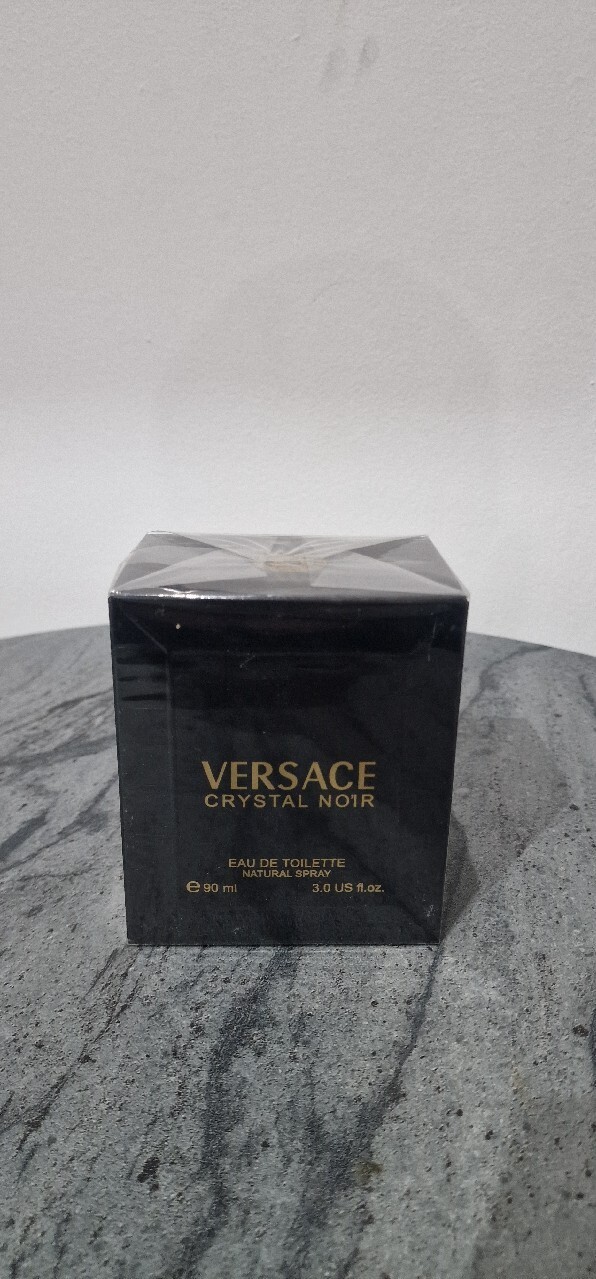 VERSACE
CRYSTAL NOIR
EAU DE TOILETTE
NATURAL SPRAY
e 90 ml 3.0 US fl.oz.